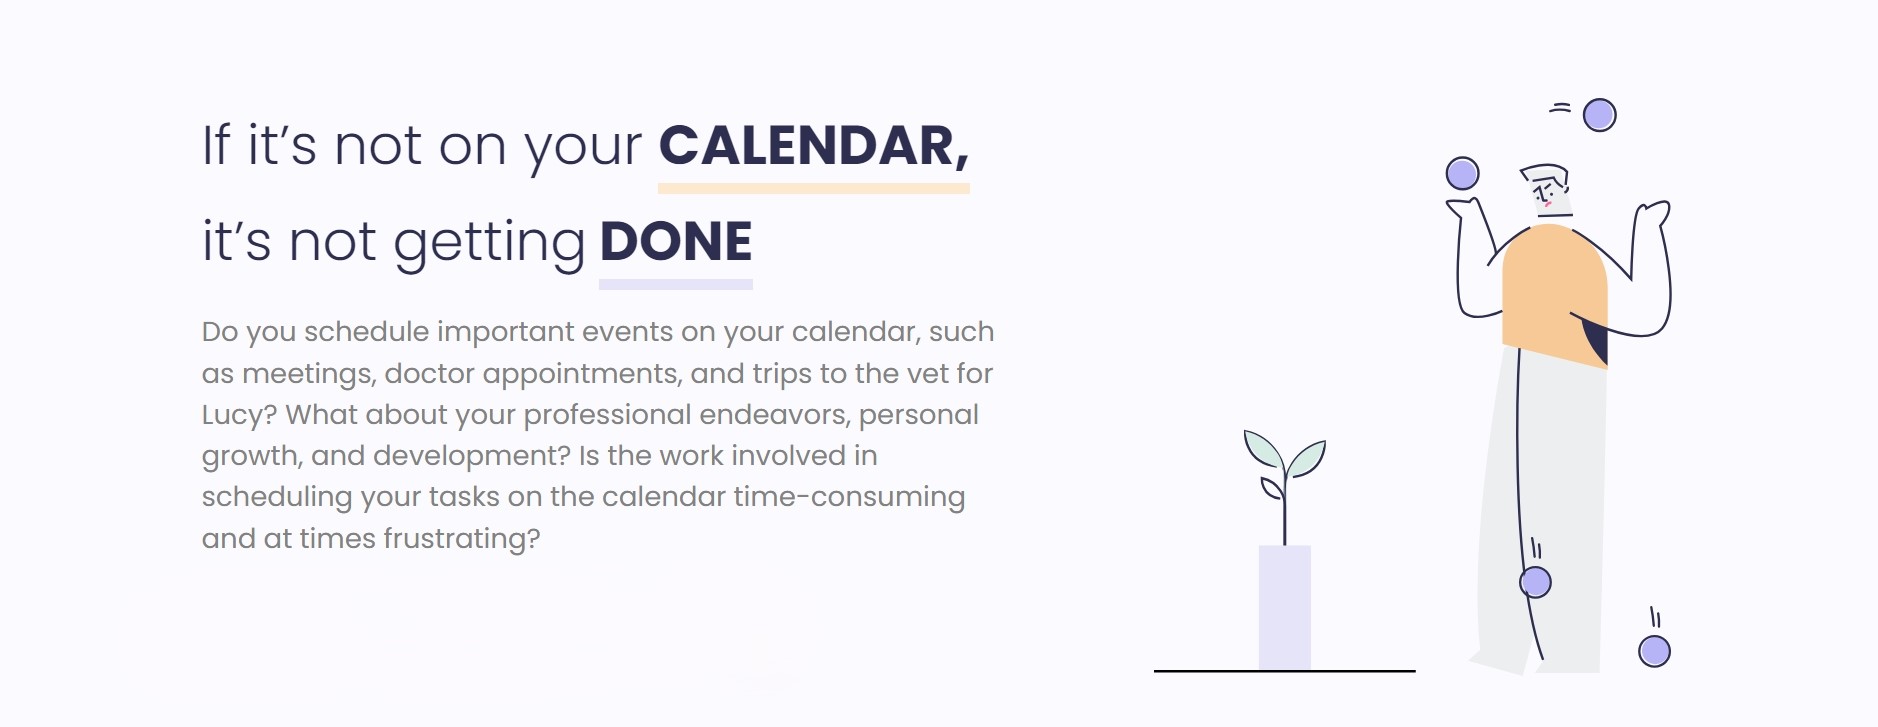 If it’s not on your CALENDAR,
it’s not getting DONE
Do you schedule important events on your calendar, such
as meetings, doctor appointments, and trips to the vet for
Lucy? What about your professional endeavors, personal
growth, and development? Is the work involved in
scheduling your tasks on the calendar time-consuming
and at times frustrating?